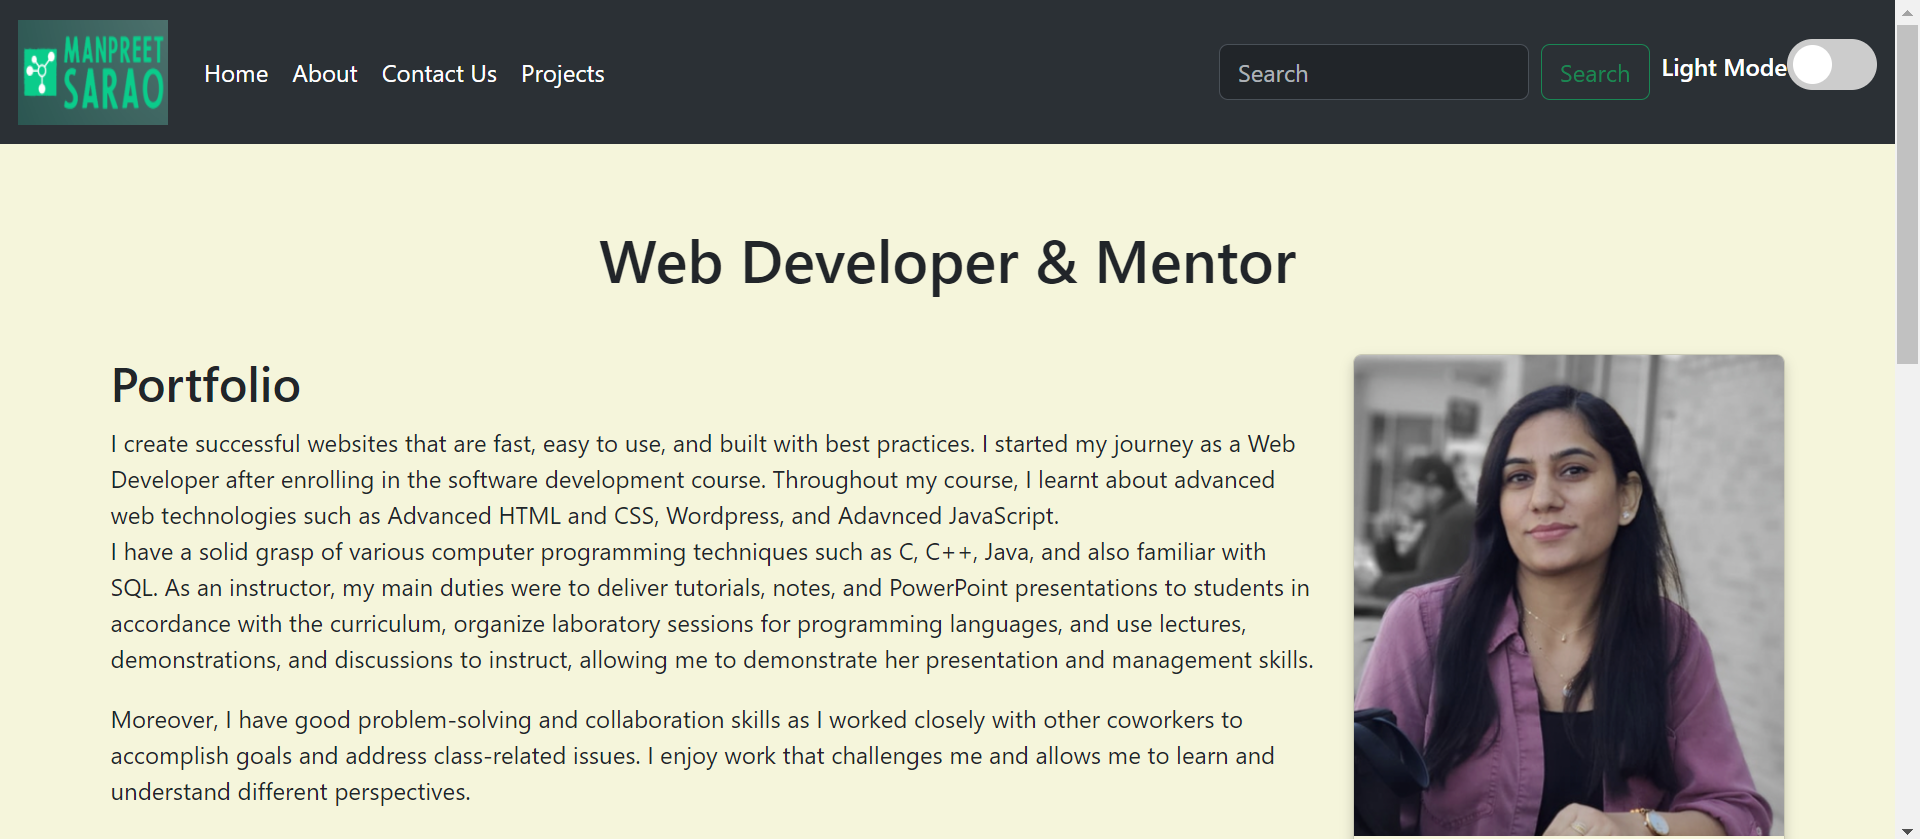 MANPREET
SARAO
Home About Contact Us Projects
Search
Search
Light Mode
Web Developer & Mentor
Portfolio
I create successful websites that are fast, easy to use, and built with best practices. I started my journey as a Web
Developer after enrolling in the software development course. Throughout my course, I learnt about advanced
web technologies such as Advanced HTML and CSS, Wordpress, and Adavnced JavaScript.
I have a solid grasp of various computer programming techniques such as C, C++, Java, and also familiar with
SQL. As an instructor, my main duties were to deliver tutorials, notes, and PowerPoint presentations to students in
accordance with the curriculum, organize laboratory sessions for programming languages, and use lectures,
demonstrations, and discussions to instruct, allowing me to demonstrate her presentation and management skills.
Moreover, I have good problem-solving and collaboration skills as I worked closely with other coworkers to
accomplish goals and address class-related issues. I enjoy work that challenges me and allows me to learn and
understand different perspectives.